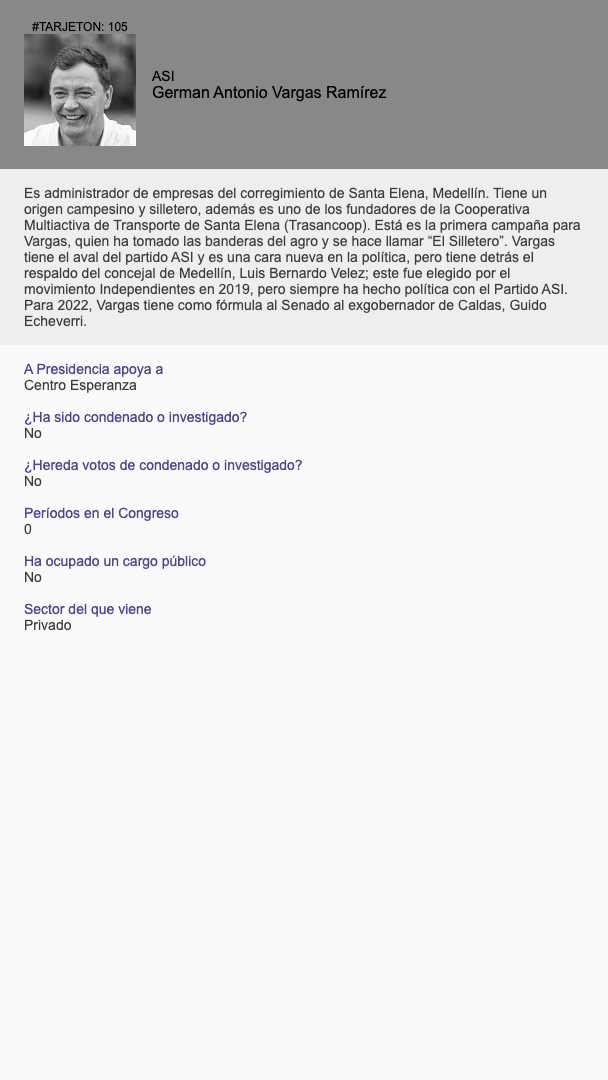 #TARJETON: 105
ASI
German Antonio Vargas Ramírez
Es administrador de empresas del corregimiento de Santa Elena, Medellín. Tiene un
origen campesino y silletero, además es uno de los fundadores de la Cooperativa
Multiactiva de Transporte de Santa Elena (Trasancoop). Está es la primera campaña para
Vargas, quien ha tomado las banderas del agro y se hace llamar “El Silletero”. Vargas
tiene el aval del partido ASI y es una cara nueva en la política, pero tiene detrás el
respaldo del concejal de Medellín, Luis Bernardo Velez; este fue elegido por el
movimiento Independientes en 2019, pero siempre ha hecho política con el Partido ASI.
Para 2022, Vargas tiene como fórmula al Senado al exgobernador de Caldas, Guido
Echeverri.
A Presidencia apoya a
Centro Esperanza
¿Ha sido condenado o investigado?
No
¿Hereda votos de condenado o investigado?
No
Períodos en el Congreso
0
Ha ocupado un cargo público
No
Sector del que viene
Privado